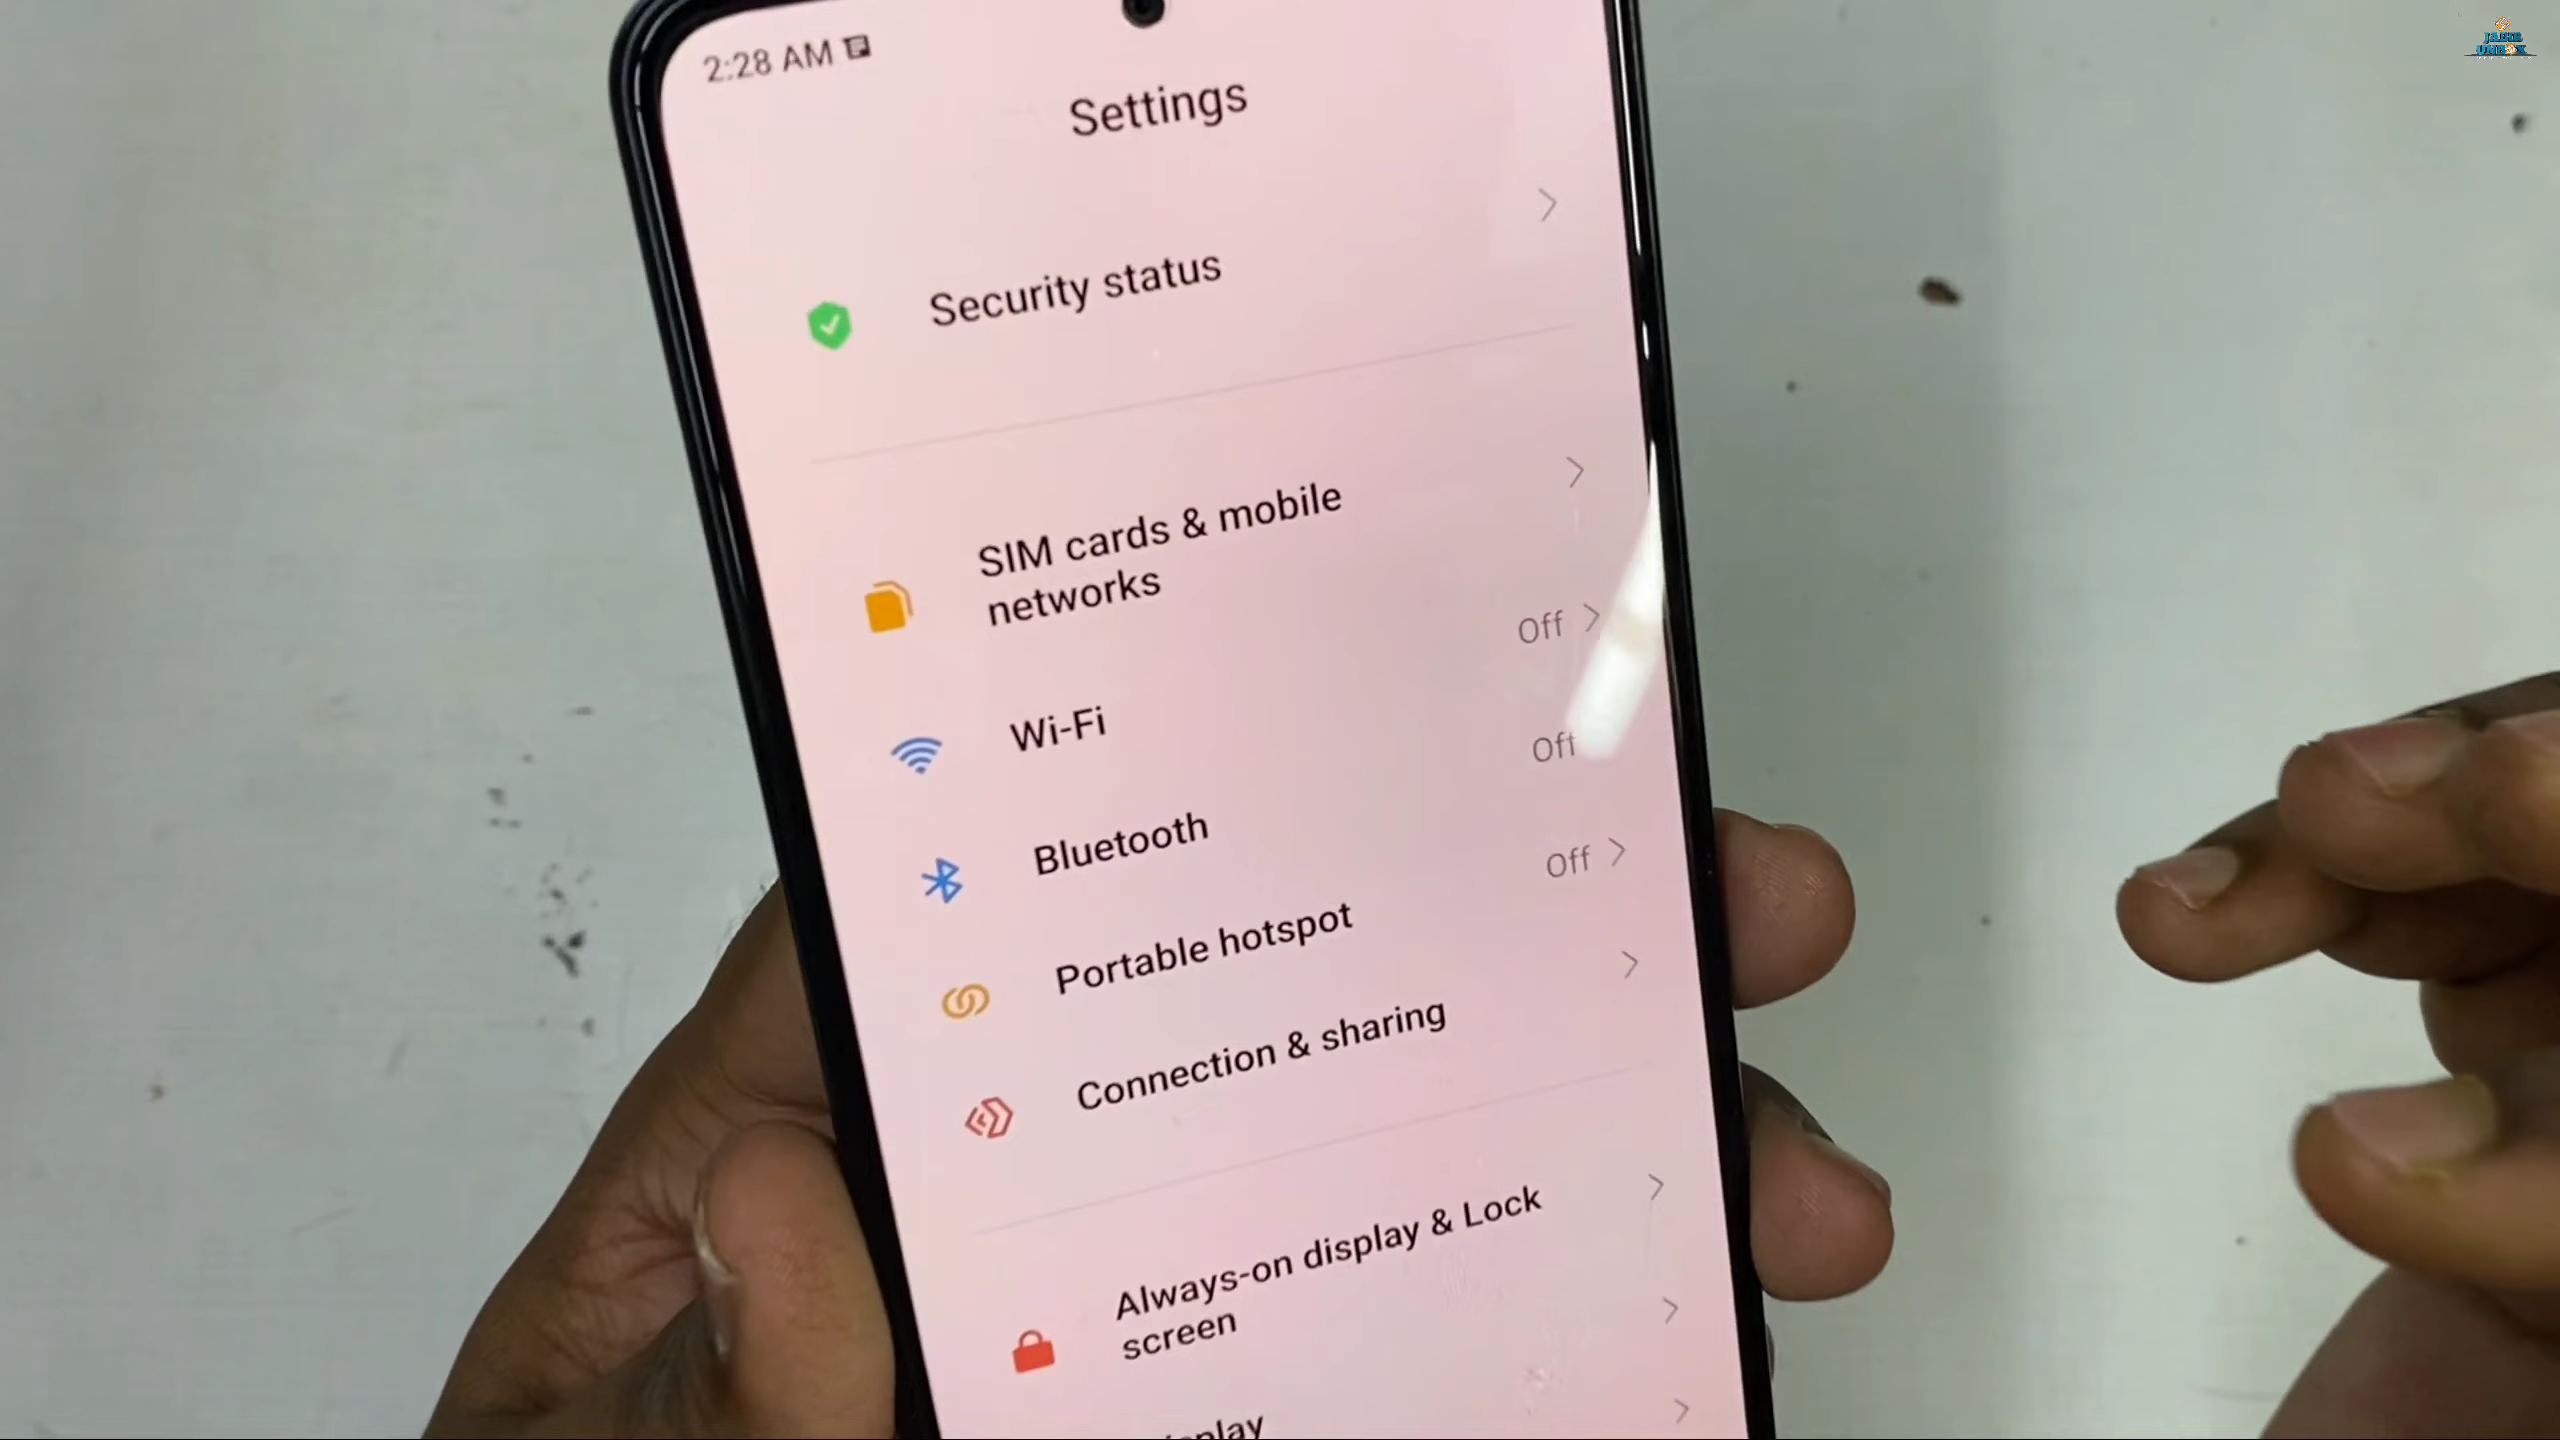 2:28 AM
Settings
Security status
SIM cards & mobile
networks
Wi-Fi
Off
Bluetooth
Off
Portable hotspot
Off
Connection & sharing
Always-on display & Lock
screen